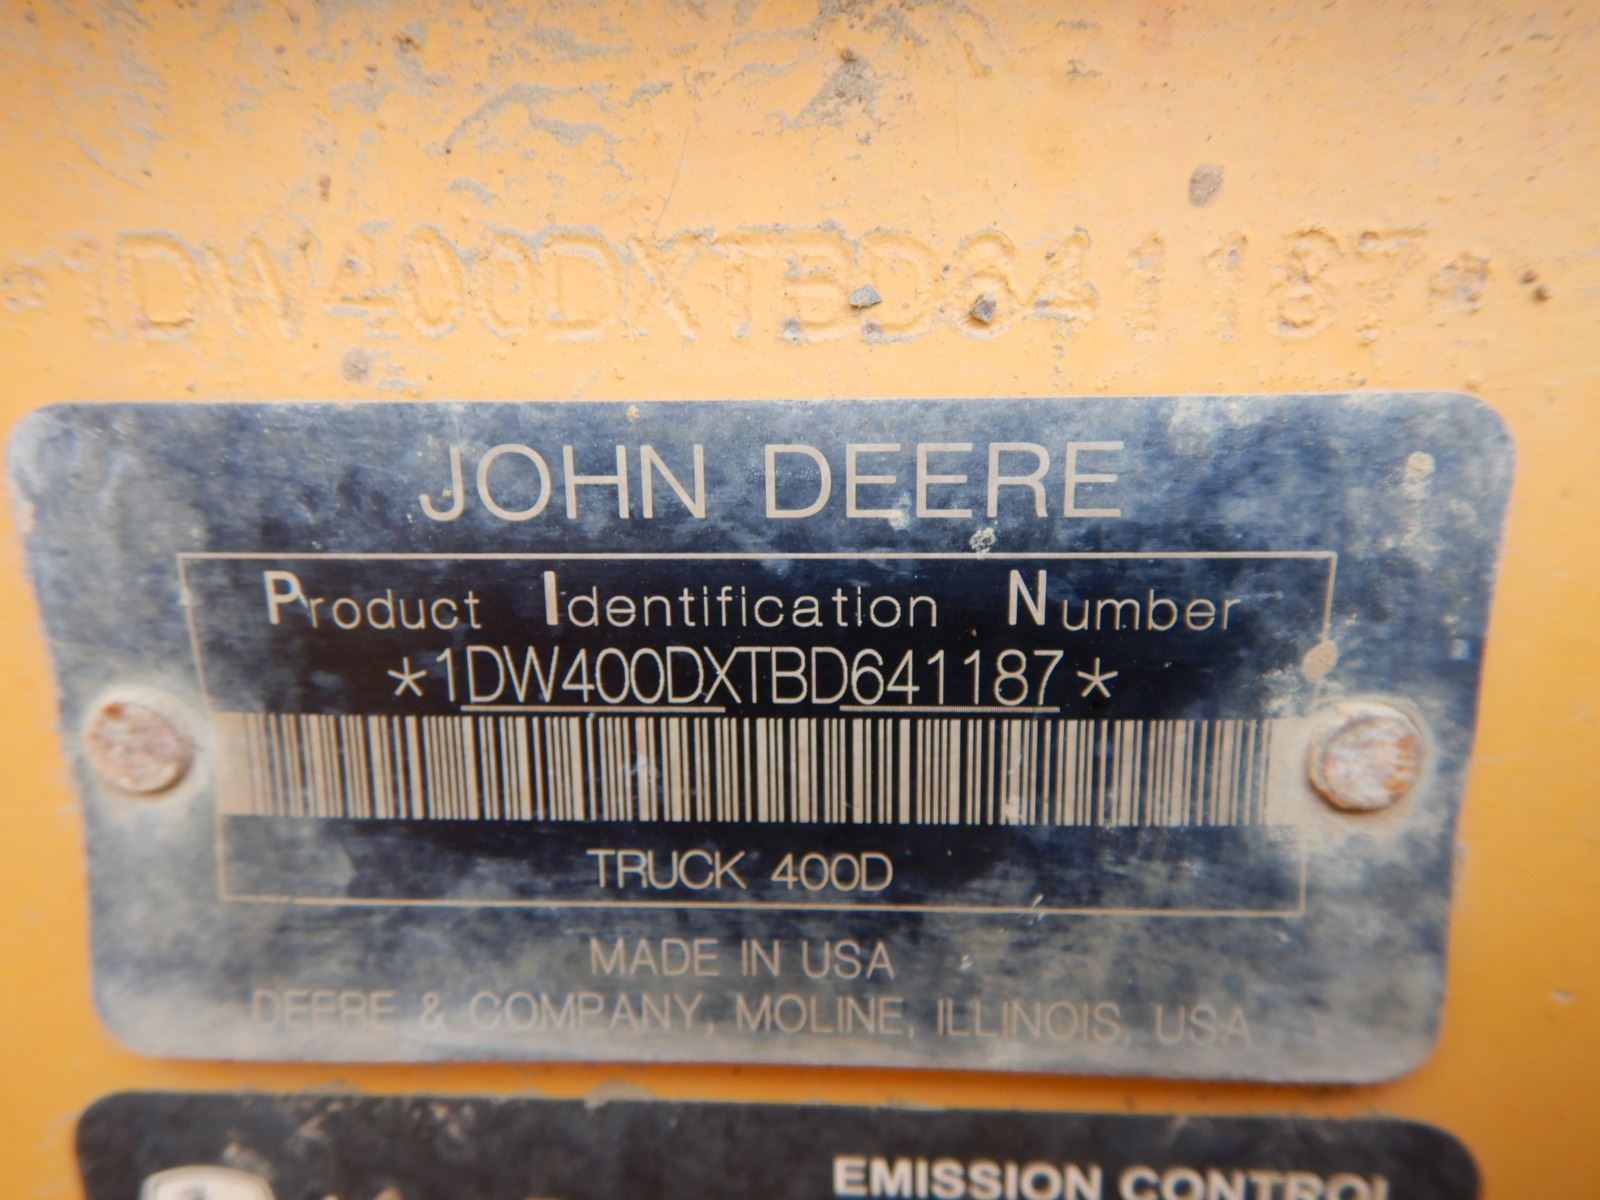 *1DW400DXTBD641187*
JOHN DEERE
Product Identification Number
*1DW400DXTBD641187*
TRUCK 400D
MADE IN USA
DEERE & COMPANY, MOLINE, ILLINOIS, USA
EMISSION CONTROL